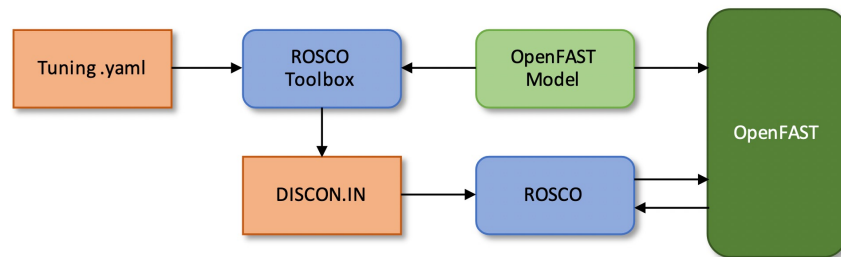 Tuning.yaml
ROSCO
Toolbox
OpenFAST
Model
OpenFAST
DISCON.IN
ROSCO